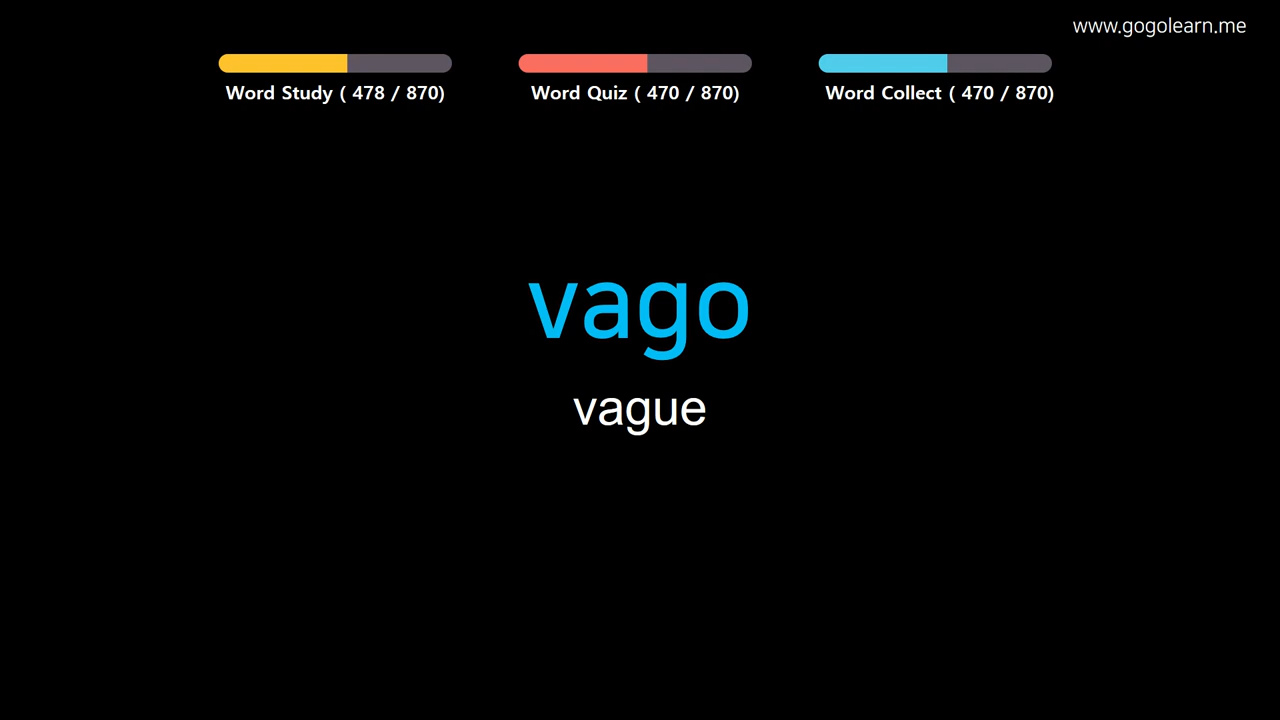 www.gogolearn.me
Word Study ( 478 / 870)
Word Quiz ( 470 / 870)
Word Collect ( 470 / 870)
vago
vague